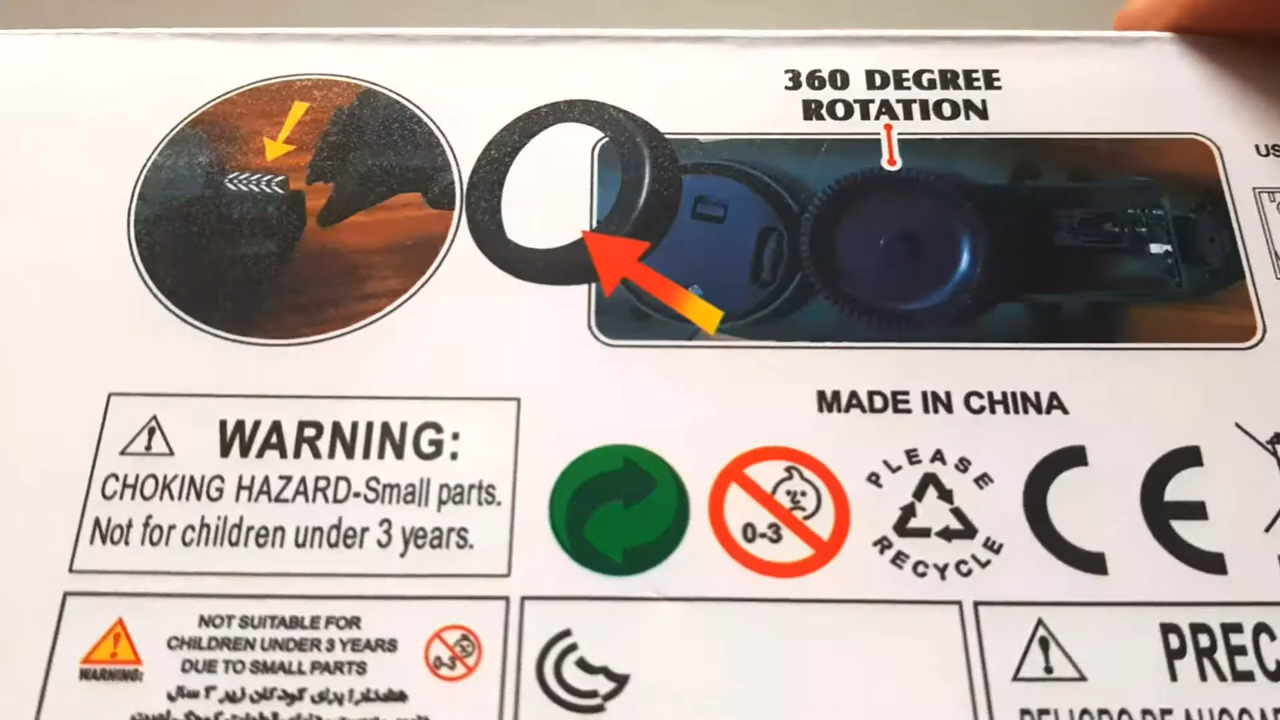 360 DEGREE
ROTATION
US
MADE IN CHINA
WARNING:
CHOKING HAZARD-Small parts.
Not for children under 3 years.
0-3
PLEASE
RECYCLE
CE
WARNING:
NOT SUITABLE FOR
CHILDREN UNDER 3 YEARS
DUE TO SMALL PARTS
0-3
هشدار! برای کودکان زیر ۳ سال
PREC